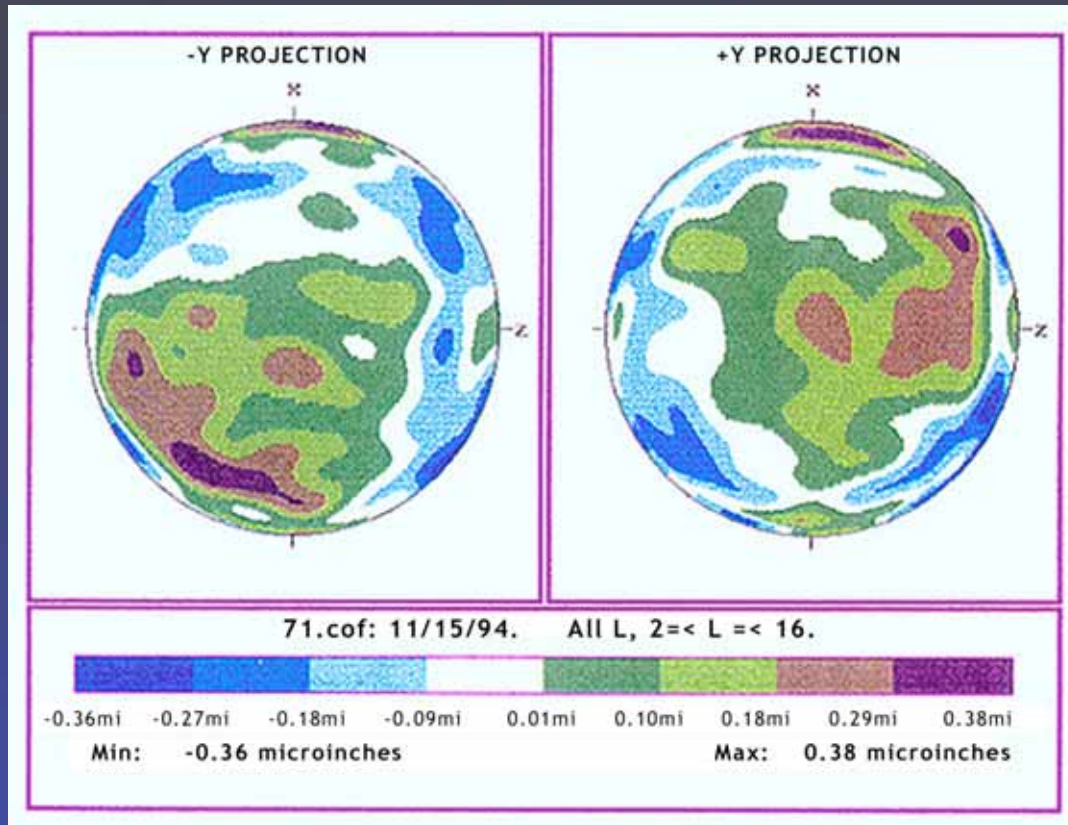 -Y PROJECTION
X
Z
+Y PROJECTION
X
Z
71.cof: 11/15/94. All L, 2=< L =< 16.
-0.36mi -0.27mi -0.18mi -0.09mi 0.01mi 0.10mi 0.18mi 0.29mi 0.38mi
Min: -0.36 microinches Max: 0.38 microinches